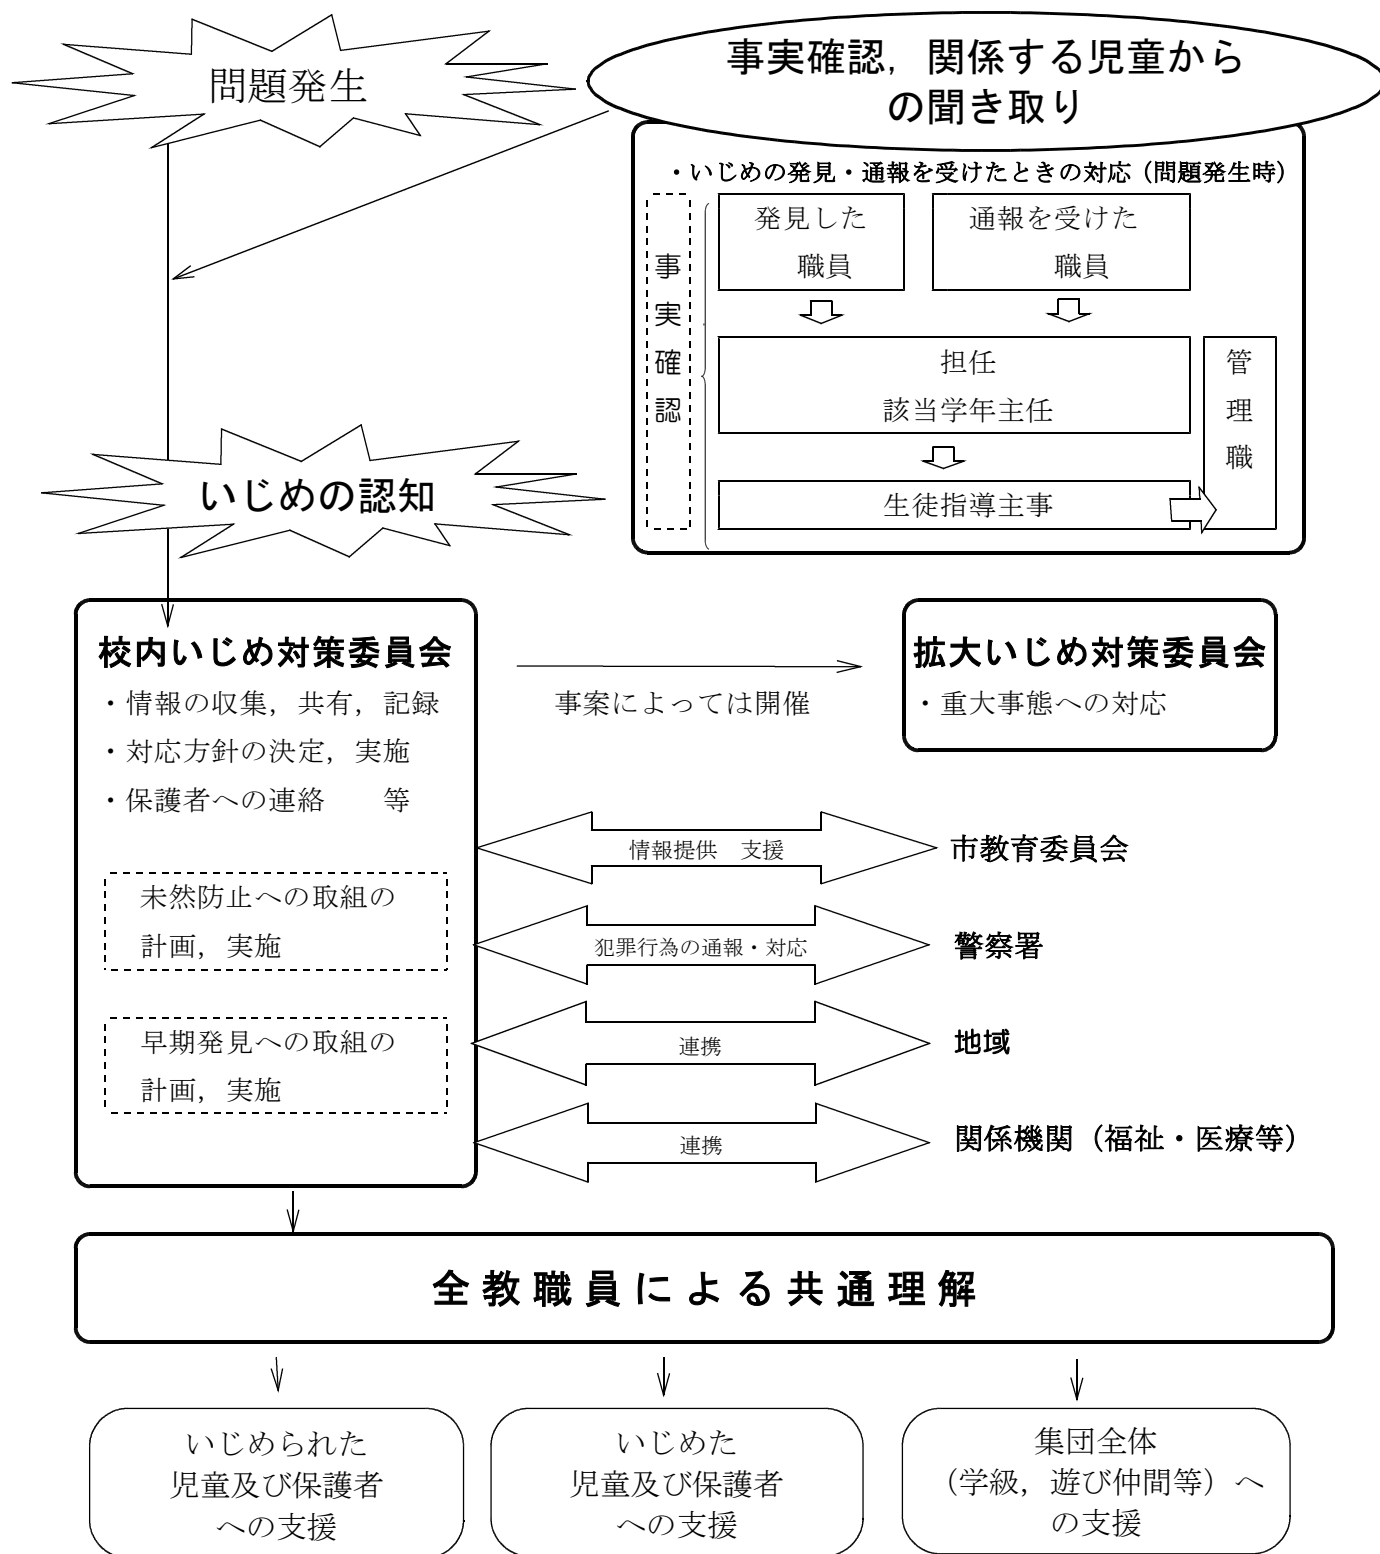 問題発生
事実確認，関係する児童から
の聞き取り
・いじめの発見・通報を受けたときの対応（問題発生時）
事
実
確
認
発見した
職員
通報を受けた
職員
担任
該当学年主任
生徒指導主事
管
理
職
いじめの認知
校内いじめ対策委員会
・情報の収集，共有，記録
・対応方針の決定，実施
・保護者への連絡　　等
未然防止への取組の
計画，実施
早期発見への取組の
計画，実施
事案によっては開催
拡大いじめ対策委員会
・重大事態への対応
情報提供　支援
市教育委員会
犯罪行為の通報・対応
警察署
連携
地域
連携
関係機関（福祉・医療等）
全教職員による共通理解
いじめられた
児童及び保護者
への支援
いじめた
児童及び保護者
への支援
集団全体
（学級，遊び仲間等）へ
の支援